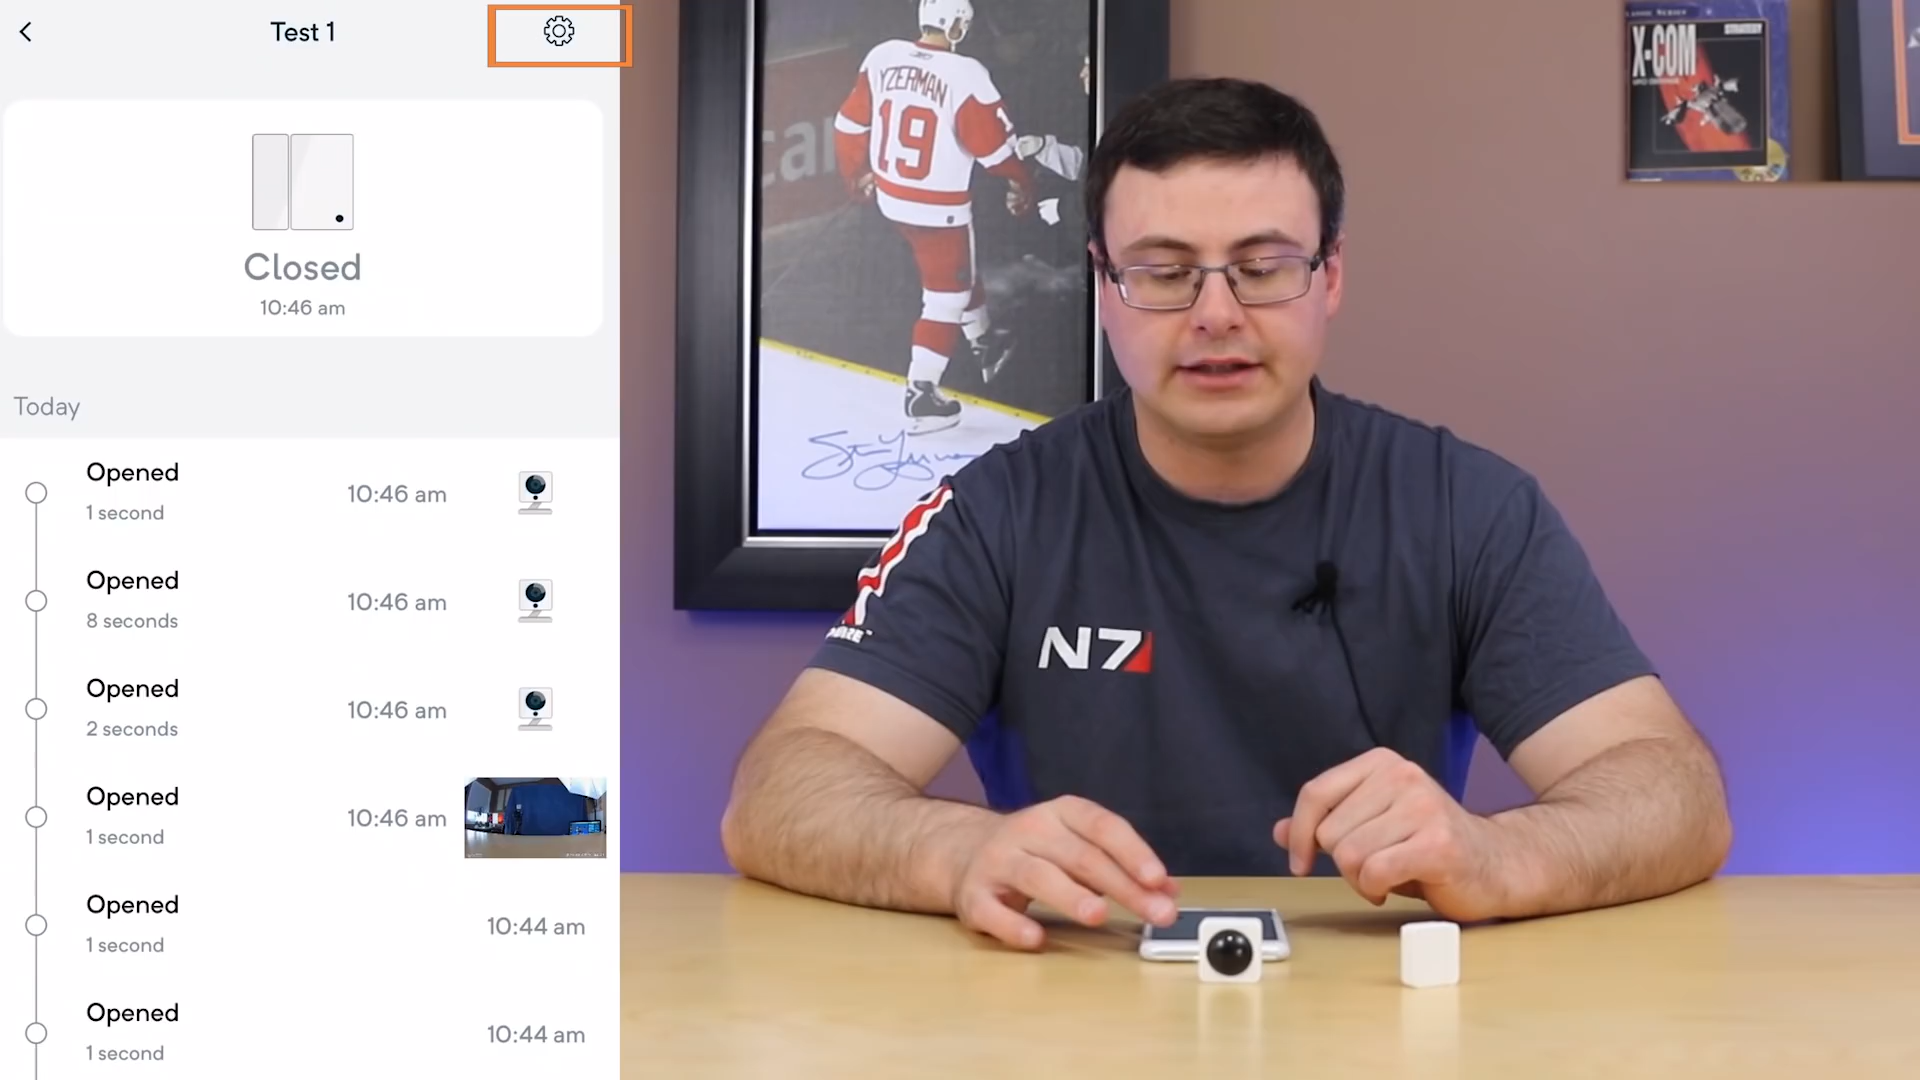 Test 1
Closed
10:46 am
Today
Opened
1 second
10:46 am
Opened
8 seconds
10:46 am
Opened
2 seconds
10:46 am
Opened
1 second
10:46 am
Opened
1 second
10:44 am
Opened
1 second
10:44 am
YZERMAN
19
X-COM
N7